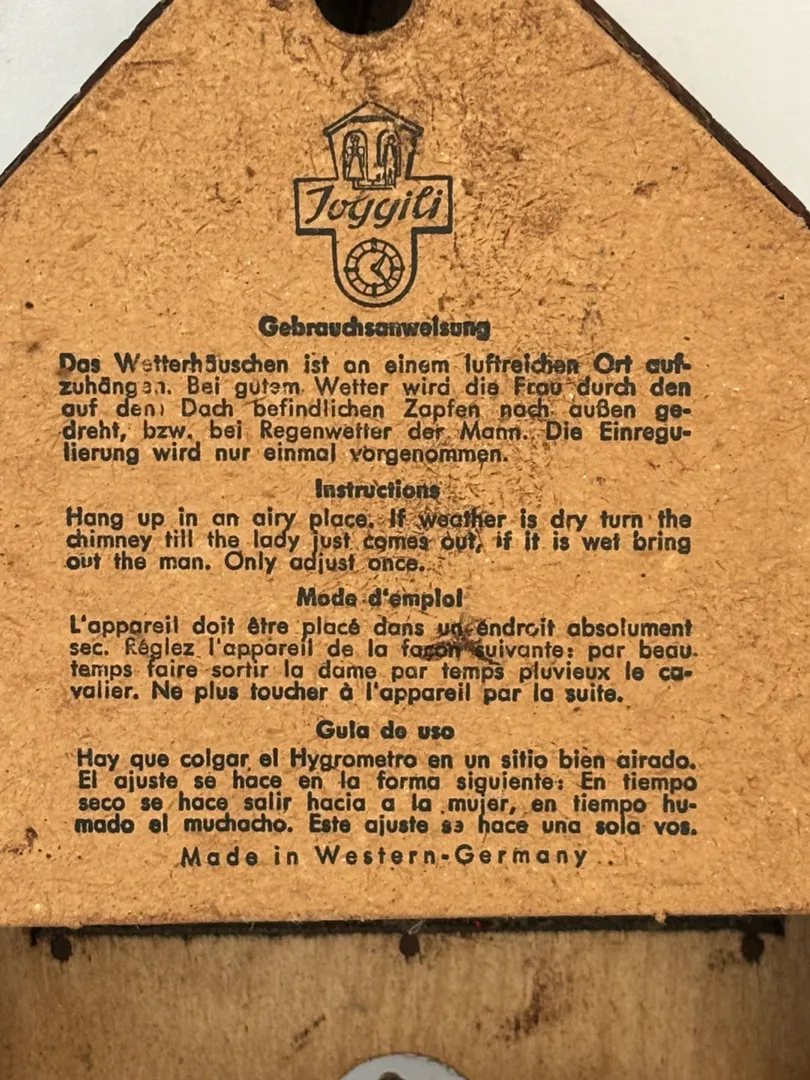 Joggili
Gebrauchsanweisung
Das Wetterhäuschen ist an einem luftreichen Ort auf-
zuhängen. Bei gutem Wetter wird die Frau durch den
auf dem Dach befindlichen Zapfen nach außen ge-
dreht, bzw. bei Regenwetter der Mann. Die Einregu-
lierung wird nur einmal vorgenommen.
Instructions
Hang up in an airy place. If weather is dry turn the
chimney till the lady just comes out, if it is wet bring
out the man. Only adjust once.
Mode d'emploi
L'appareil doit être placé dans un endroit absolument
sec. Réglez l'appareil de la façon suivante: par beau
temps faire sortir la dame par temps pluvieux le ca-
valier. Ne plus toucher à l'appareil par la suite.
Guia de uso
Hay que colgar el Hygrometro en un sitio bien airado.
El ajuste se hace en la forma siguiente: En tiempo
seco se hace salir hacia a la mujer, en tiempo hu-
mado el muchacho. Este ajuste se hace una sola vos.
Made in Western-Germany